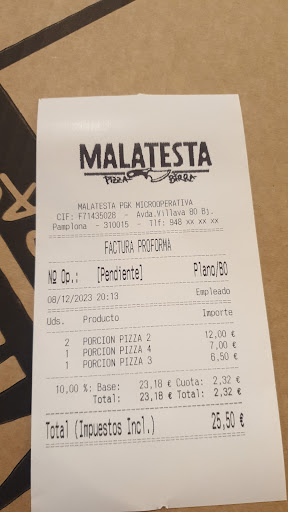 MALATESTA
PIZZA BIRRA
MALATESTA PGK MICROOPERATIVA
CIF: F71435028 - Avda.Villava 80 Bj.
Pamplona - 310015 - Tlf: 948 xx xx xx
FACTURA PROFORMA
Nº Op.: [Pendiente] Plano/B0
08/12/2023 20:13 Empleado
Uds. Producto Importe
2 PORCION PIZZA 2 12,00 €
1 PORCION PIZZA 4 7,00 €
1 PORCION PIZZA 3 6,50 €
10,00 %: Base: 23,18 € Cuota: 2,32 €
Total: 23,18 € Total: 2,32 €
Total (Impuestos Incl.) 25,50 €